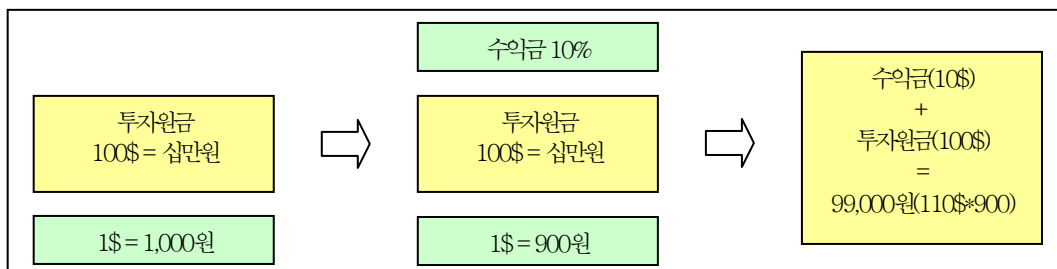 투자원금
100$ = 십만원
1$ = 1,000원
수익금 10%
투자원금
100$ = 십만원
1$ = 900원
수익금(10$)
+
투자원금(100$)
=
99,000원(110$*900)